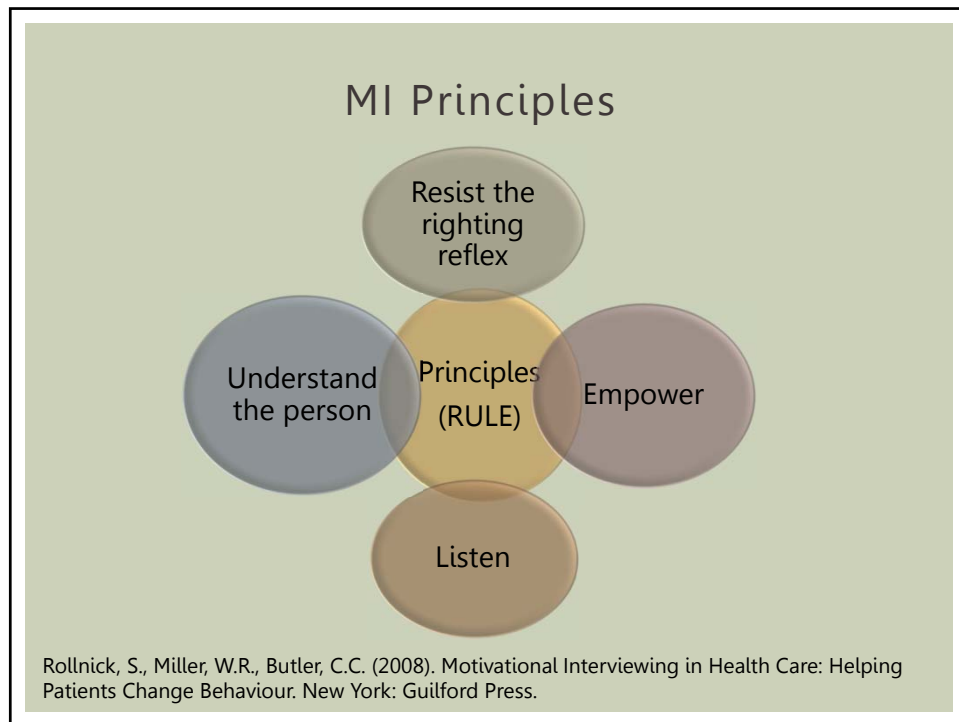 MI Principles
Resist the
righting
reflex
Understand
the person
Principles
(RULE)
Empower
Listen
Rollnick, S., Miller, W.R., Butler, C.C. (2008). Motivational Interviewing in Health Care: Helping
Patients Change Behaviour. New York: Guilford Press.